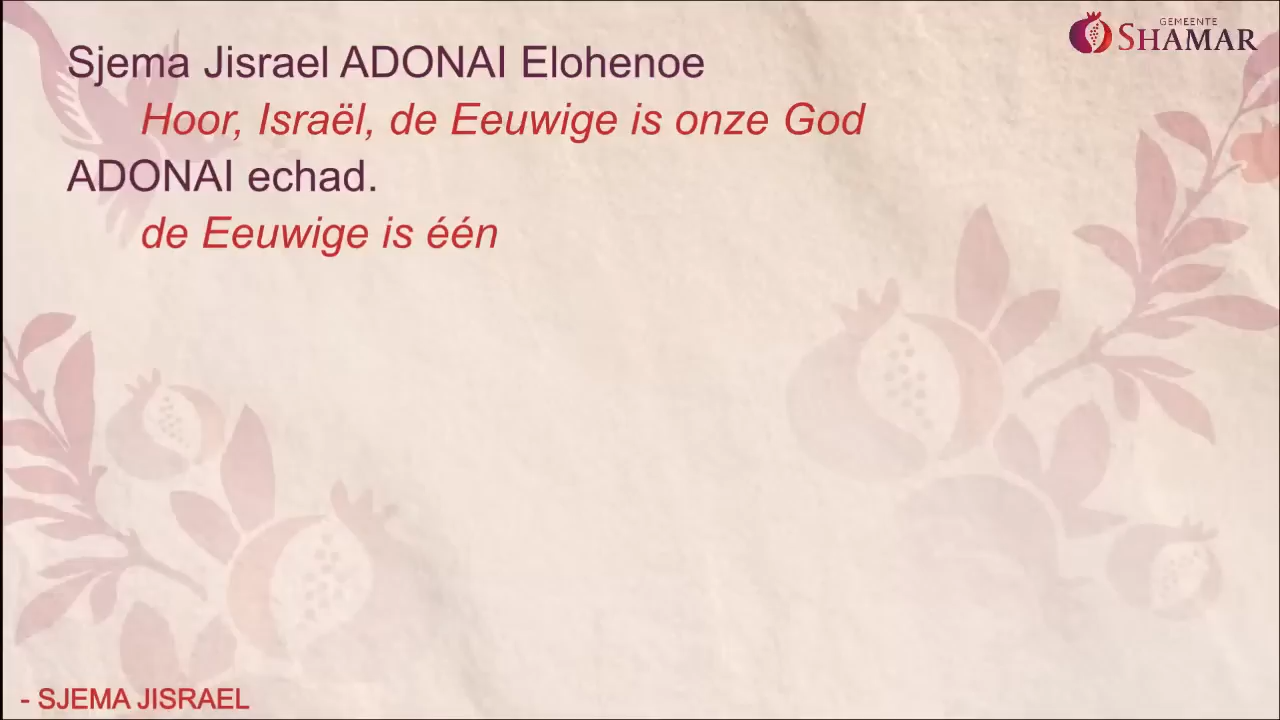 GEMEENTE
SHAMAR
Sjema Jisrael ADONAI Elohenoe
Hoor, Israël, de Eeuwige is onze God
ADONAI echad.
de Eeuwige is één
- SJEMA JISRAEL